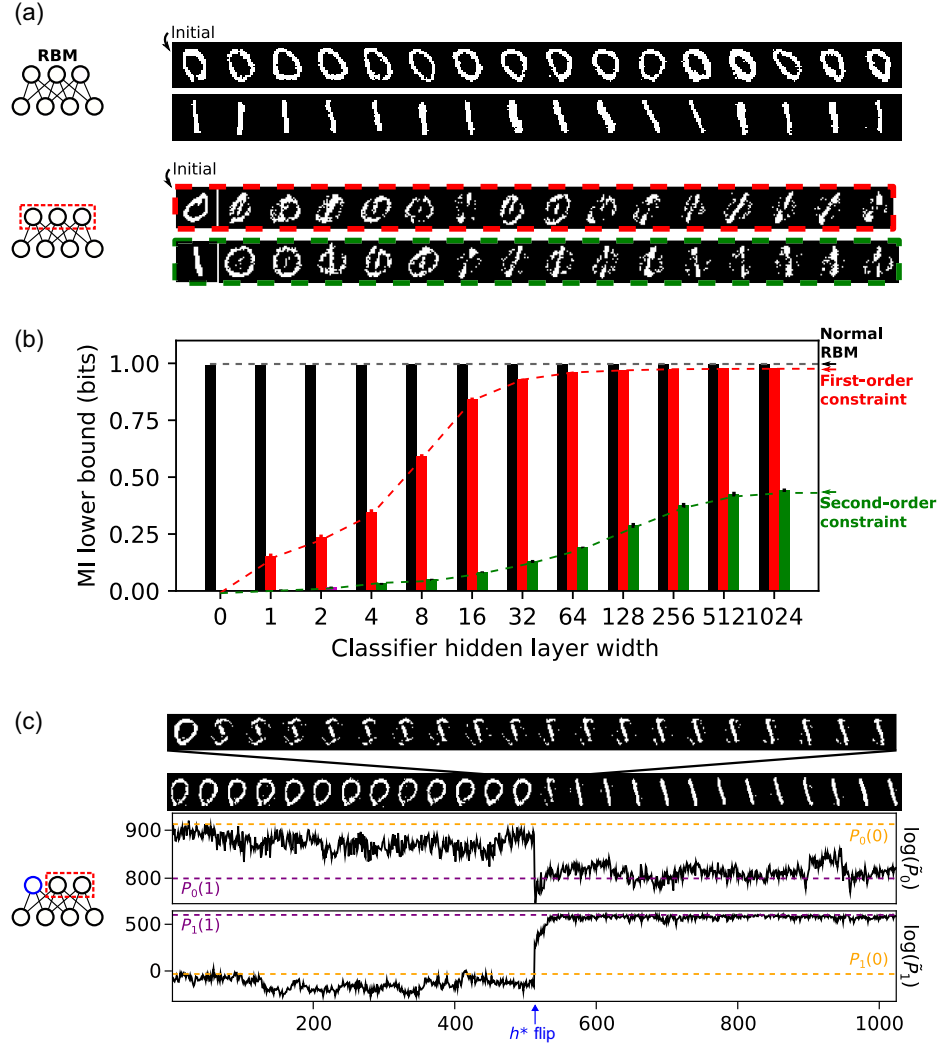 (a)
Initial
RBM
Initial
(b)
MI lower bound (bits)
1.00
0.75
0.50
0.25
0.00
Normal
RBM
First-order
constraint
Second-order
constraint
0 1 2 4 8 16 32 64 128 256 512 1024
Classifier hidden layer width
(c)
900
800
P₀(0)
P₀(1)
log(P̃₀)
500
0
P₁(1)
P₁(0)
log(P̃₁)
200 400 600 800 1000
h* flip